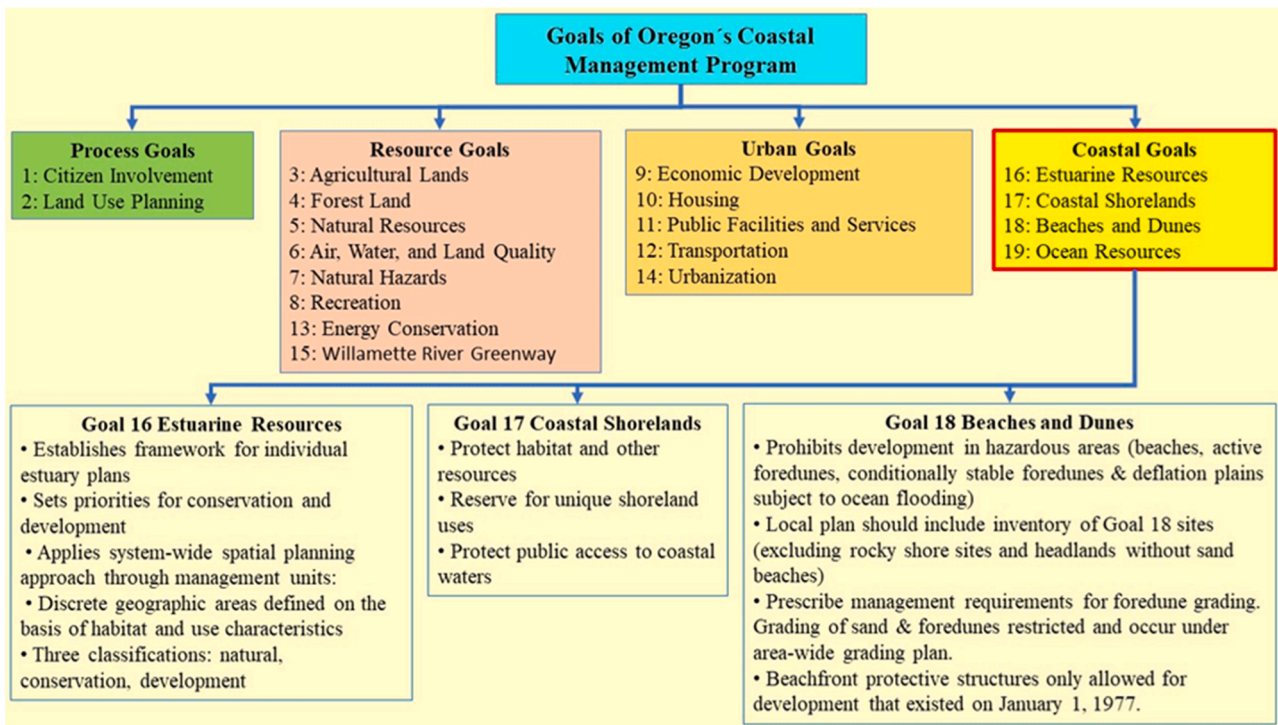 Goals of Oregon´s Coastal
Management Program
Process Goals
1: Citizen Involvement
2: Land Use Planning
Resource Goals
3: Agricultural Lands
4: Forest Land
5: Natural Resources
6: Air, Water, and Land Quality
7: Natural Hazards
8: Recreation
13: Energy Conservation
15: Willamette River Greenway
Urban Goals
9: Economic Development
10: Housing
11: Public Facilities and Services
12: Transportation
14: Urbanization
Coastal Goals
16: Estuarine Resources
17: Coastal Shorelands
18: Beaches and Dunes
19: Ocean Resources
Goal 16 Estuarine Resources
• Establishes framework for individual
estuary plans
• Sets priorities for conservation and
development
• Applies system-wide spatial planning
approach through management units:
• Discrete geographic areas defined on the
basis of habitat and use characteristics
• Three classifications: natural,
conservation, development
Goal 17 Coastal Shorelands
• Protect habitat and other
resources
• Reserve for unique shoreland
uses
• Protect public access to coastal
waters
Goal 18 Beaches and Dunes
• Prohibits development in hazardous areas (beaches, active
foredunes, conditionally stable foredunes & deflation plains
subject to ocean flooding)
• Local plan should include inventory of Goal 18 sites
(excluding rocky shore sites and headlands without sand
beaches)
• Prescribe management requirements for foredune grading.
Grading of sand & foredunes restricted and occur under
area-wide grading plan.
• Beachfront protective structures only allowed for
development that existed on January 1, 1977.